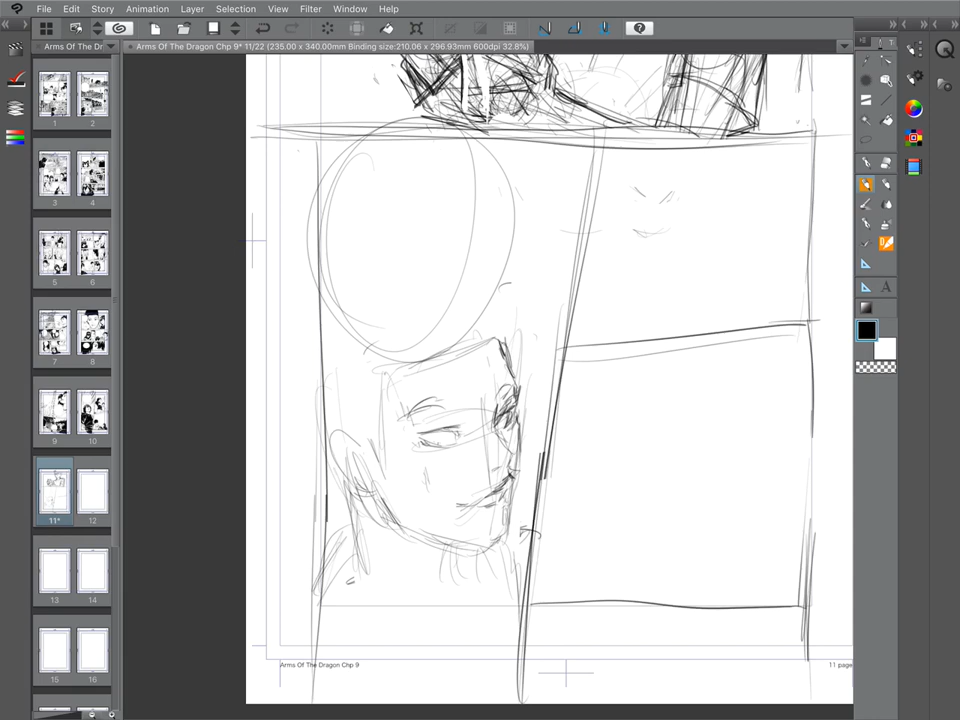 File Edit Story Animation Layer Selection View Filter Window Help
Arms Of The Dr
Arms Of The Dragon Chp 9* 11/22 (235.00 x 340.00mm Binding size:210.06 x 296.93mm 600dpi 32.8%)
1 2
3 4
5 6
7 8
9 10
11* 12
13 14
15 16
Arms Of The Dragon Chp 9
11 page